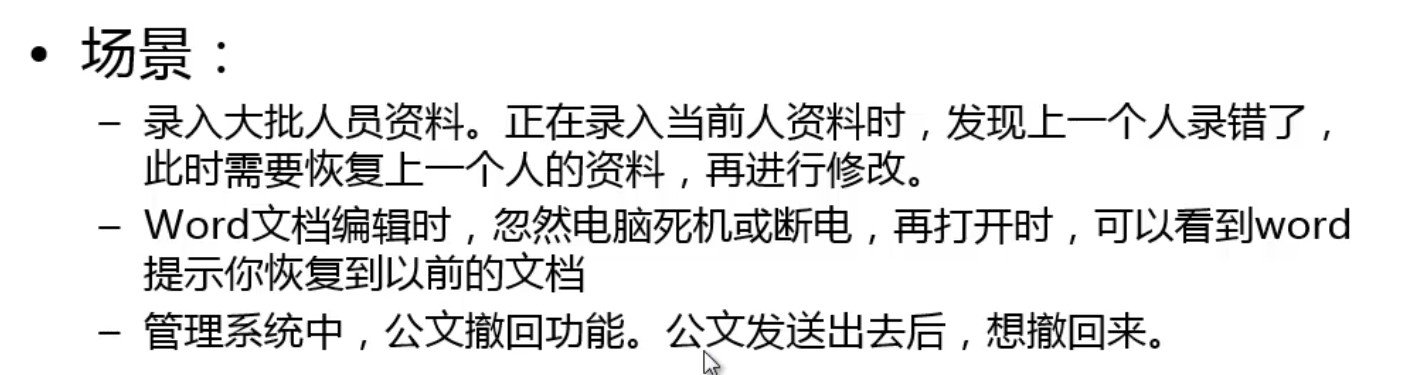 • 场景：
– 录入大批人员资料。正在录入当前人资料时，发现上一个人录错了，
此时需要恢复上一个人的资料，再进行修改。
– Word文档编辑时，忽然电脑死机或断电，再打开时，可以看到word
提示你恢复到以前的文档
– 管理系统中，公文撤回功能。公文发送出去后，想撤回来。